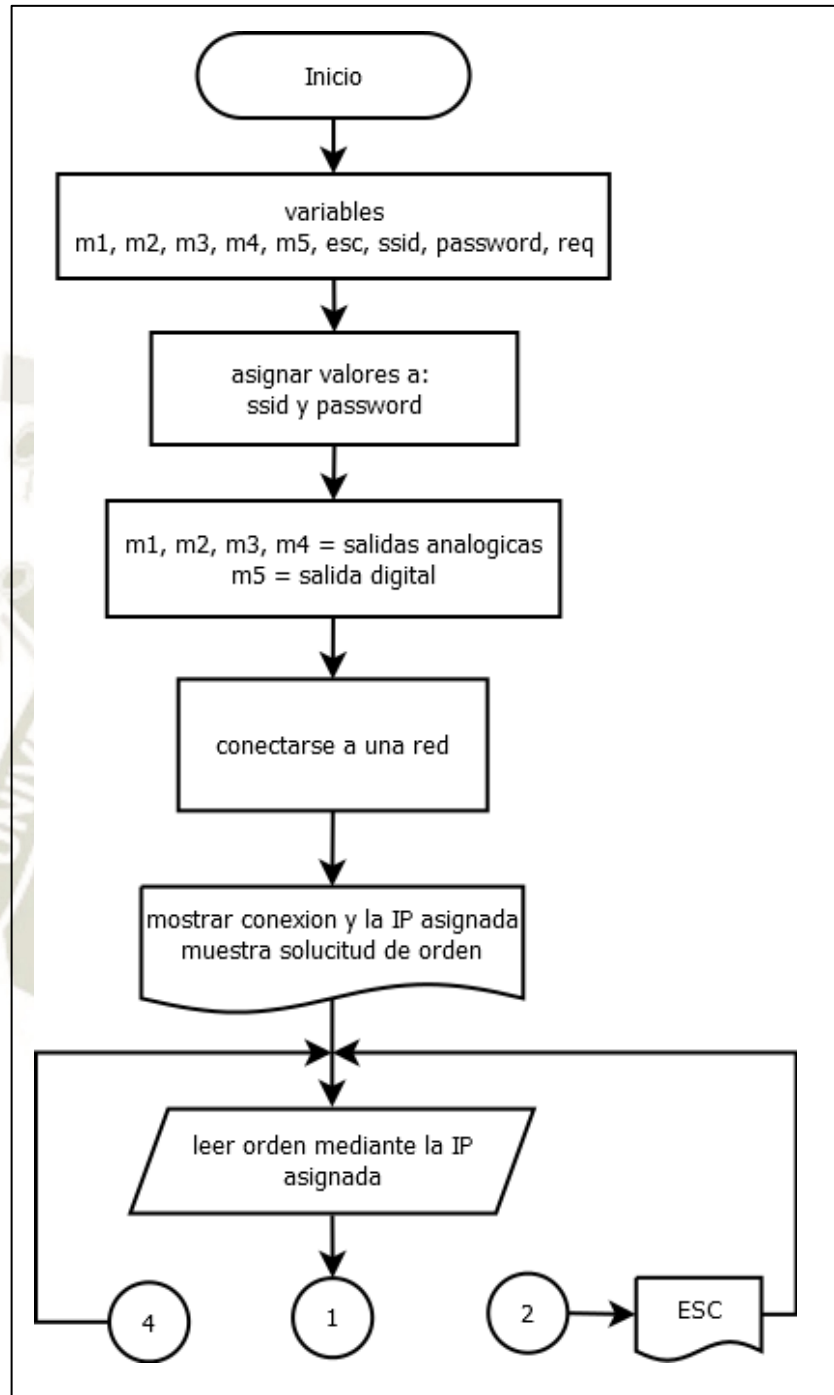 Inicio
variables
m1, m2, m3, m4, m5, esc, ssid, password, req
asignar valores a:
ssid y password
m1, m2, m3, m4 = salidas analogicas
m5 = salida digital
conectarse a una red
mostrar conexion y la IP asignada
muestra solucitud de orden
leer orden mediante la IP
asignada
4
1
2
ESC